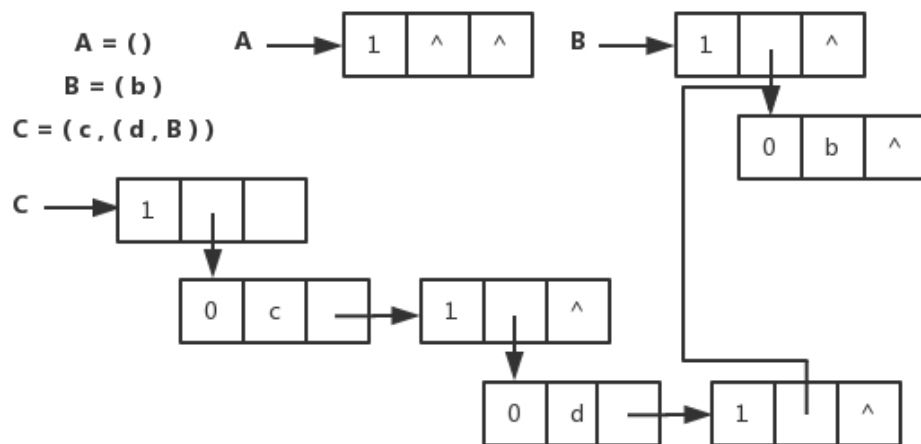 A = ( )
A 1 ^ ^
B 1 ^
B = ( b )
C = ( c , ( d , B ) )
0 b ^
C 1
0 c
1 ^
0 d
1 ^